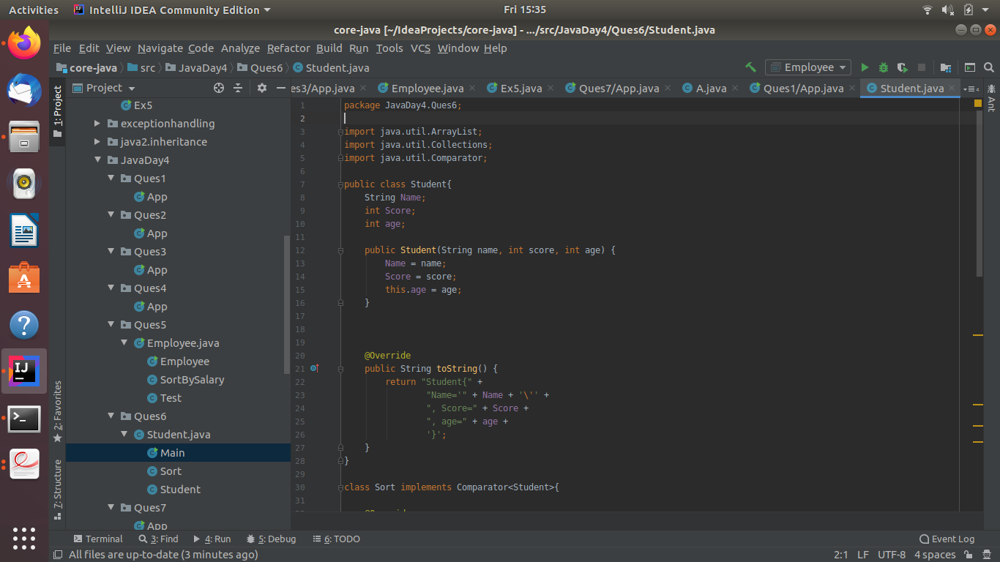 Activities IntelliJ IDEA Community Edition Fri 15:35
core-java [~/IdeaProjects/core-java] - .../src/JavaDay4/Ques6/Student.java
File Edit View Navigate Code Analyze Refactor Build Run Tools VCS Window Help
core-java src JavaDay4 Ques6 Student.java Employee
Project es3/App.java Employee.java Ex5.java Ques7/App.java A.java Ques1/App.java Student.java 4
1: Project
2: Favorites
7: Structure
Ex5
exceptionhandling
java2.inheritance
JavaDay4
Ques1
App
Ques2
App
Ques3
App
Ques4
App
Ques5
Employee.java
Employee
SortBySalary
Test
Ques6
Student.java
Main
Sort
Student
Ques7
App
1 package JavaDay4.Ques6;
2
3 import java.util.ArrayList;
4 import java.util.Collections;
5 import java.util.Comparator;
6
7 public class Student{
8 String Name;
9 int Score;
10 int age;
11
12 public Student(String name, int score, int age) {
13 Name = name;
14 Score = score;
15 this.age = age;
16 }
17
18
19
20 @Override
21 public String toString() {
22 return "Student{" +
23 "Name='" + Name + '\'' +
24 ", Score=" + Score +
25 ", age=" + age +
26 '}';
27 }
28 }
29
30 class Sort implements Comparator<Student>{
31
@Override
Ant
Terminal 3: Find 4: Run 5: Debug 6: TODO Event Log
All files are up-to-date (3 minutes ago) 2:1 LF UTF-8 4 spaces